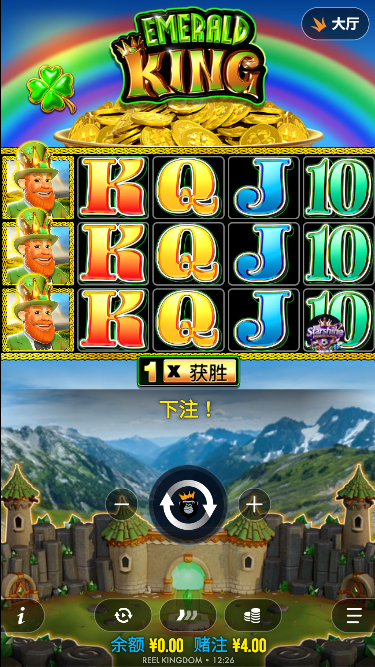 大厅
EMERALD
KING
K Q J 10
K Q J 10
K Q J 10
Starshine
1 x 获胜
下注！
余额 ¥0.00 赌注 ¥4.00
REEL KINGDOM • 12:26